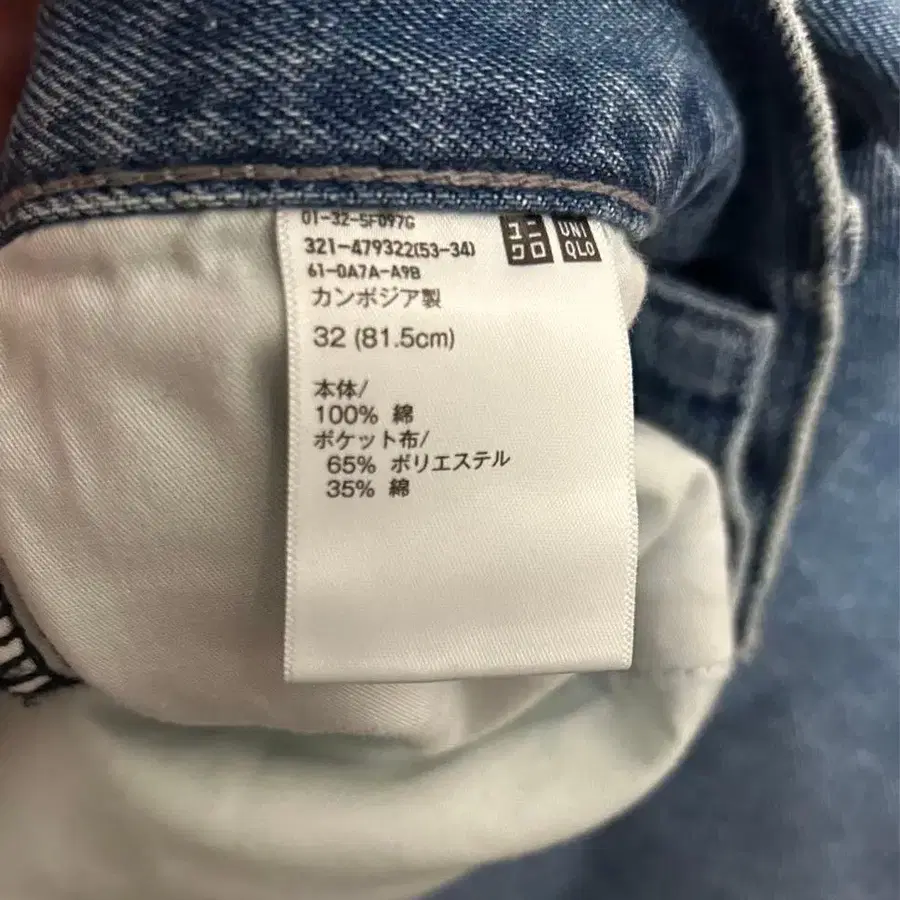 01-32-5F097G
321-479322(53-34)
61-0A7A-A9B
ユニクロ
UNIQLO
カンボジア製
32 (81.5cm)
本体/
100% 綿
ポケット布/
65% ポリエステル
35% 綿